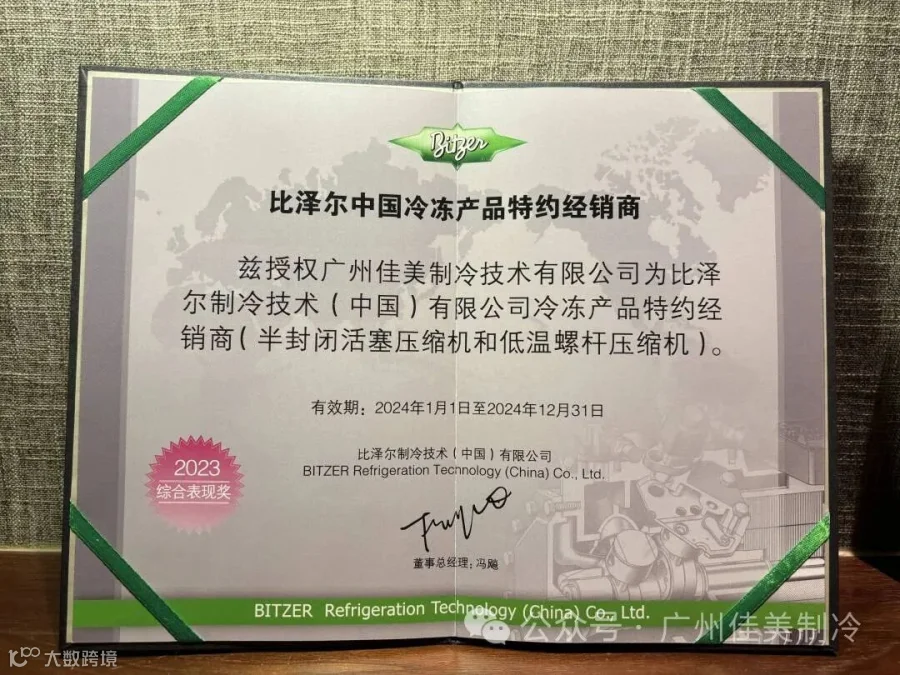 Bitzer
比泽尔中国冷冻产品特约经销商
兹授权广州佳美制冷技术有限公司为比泽
尔制冷技术(中国)有限公司冷冻产品特约经
销商(半封闭活塞压缩机和低温螺杆压缩机)。
有效期：2024年1月1日至2024年12月31日
比泽尔制冷技术(中国)有限公司
BITZER Refrigeration Technology (China) Co., Ltd.
2023
综合表现奖
董事总经理：冯飚
BITZER Refrigeration Technology (China) Co., Ltd.
公众号·广州佳美制冷
大数跨境